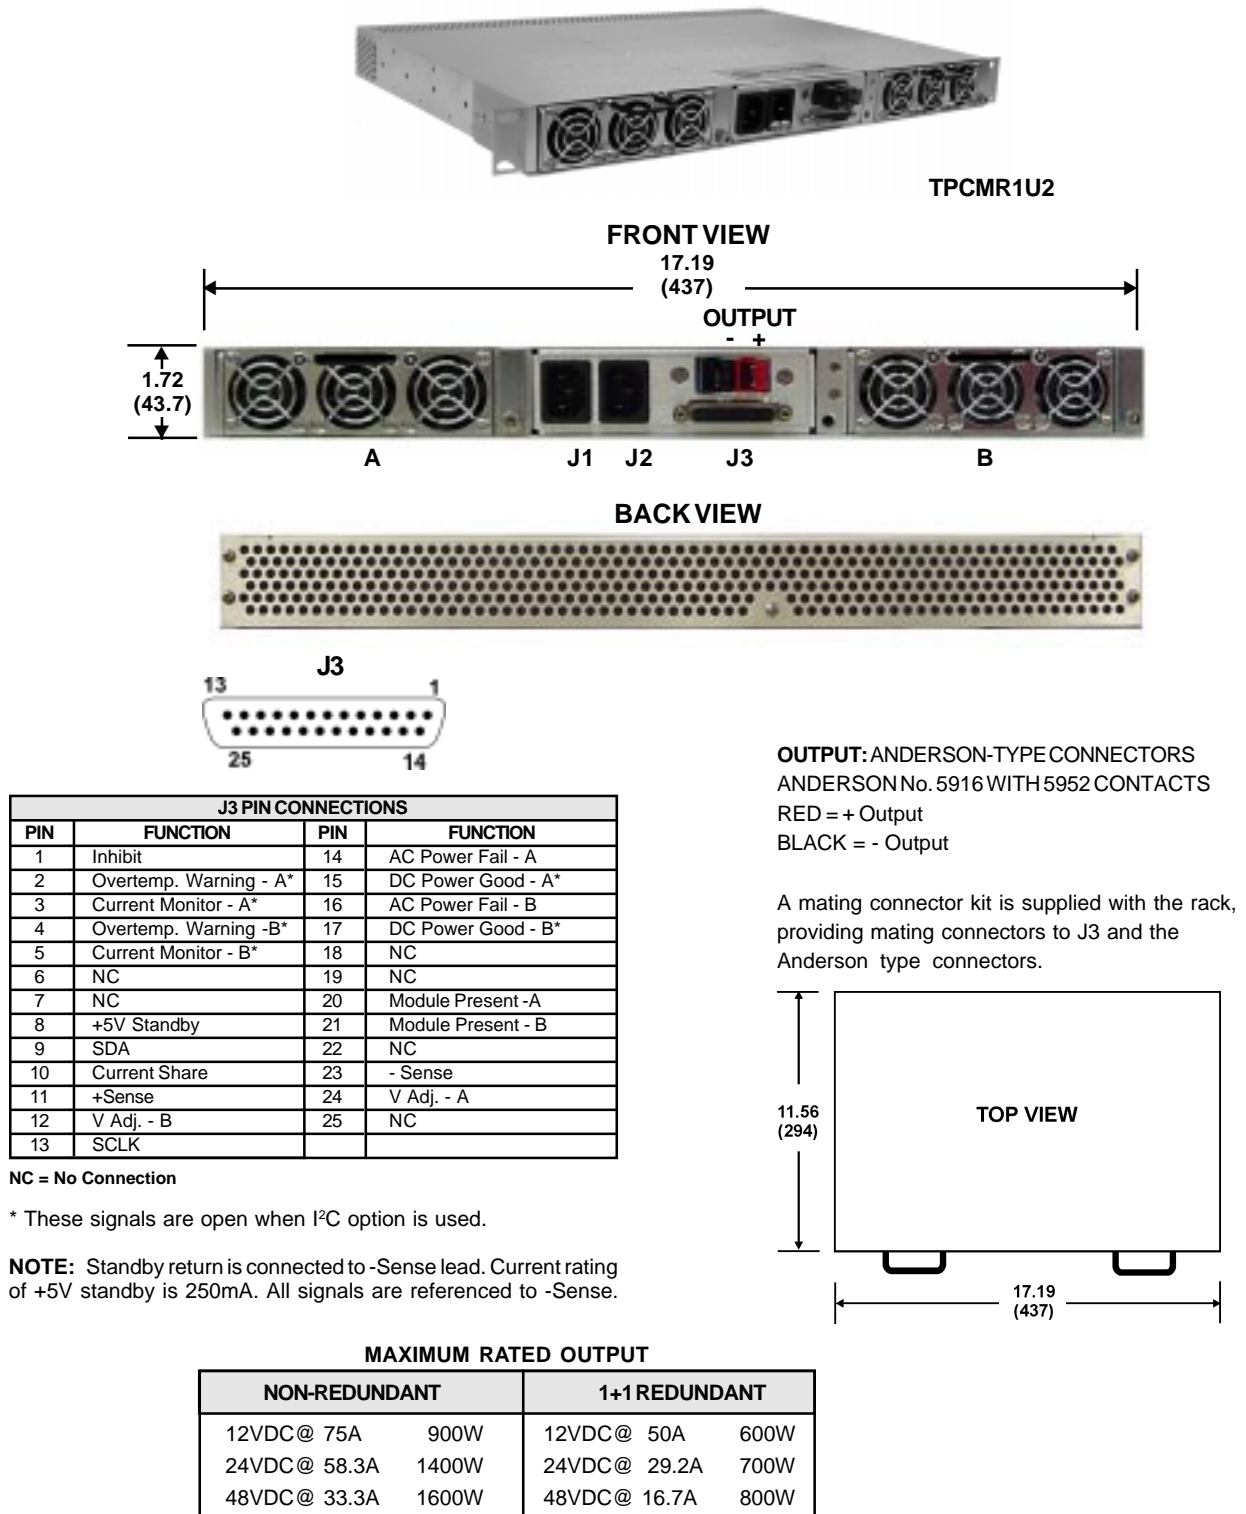 TPCMR1U2
FRONT VIEW
17.19
(437)
OUTPUT
- +
1.72
(43.7)
A J1 J2 J3 B
BACK VIEW
J3
13 1
25 14
J3 PIN CONNECTIONS
PIN FUNCTION PIN FUNCTION
1 Inhibit 14 AC Power Fail - A
2 Overtemp. Warning - A* 15 DC Power Good - A*
3 Current Monitor - A* 16 AC Power Fail - B
4 Overtemp. Warning -B* 17 DC Power Good - B*
5 Current Monitor - B* 18 NC
6 NC 19 NC
7 NC 20 Module Present -A
8 +5V Standby 21 Module Present - B
9 SDA 22 NC
10 Current Share 23 - Sense
11 +Sense 24 V Adj. - A
12 V Adj. - B 25 NC
13 SCLK
NC = No Connection
* These signals are open when I²C option is used.
NOTE: Standby return is connected to -Sense lead. Current rating
of +5V standby is 250mA. All signals are referenced to -Sense.
OUTPUT: ANDERSON-TYPE CONNECTORS
ANDERSON No. 5916 WITH 5952 CONTACTS
RED = + Output
BLACK = - Output
A mating connector kit is supplied with the rack,
providing mating connectors to J3 and the
Anderson type connectors.
11.56
(294)
TOP VIEW
17.19
(437)
MAXIMUM RATED OUTPUT
NON-REDUNDANT 1+1 REDUNDANT
12VDC@ 75A 900W 12VDC@ 50A 600W
24VDC@ 58.3A 1400W 24VDC@ 29.2A 700W
48VDC@ 33.3A 1600W 48VDC@ 16.7A 800W